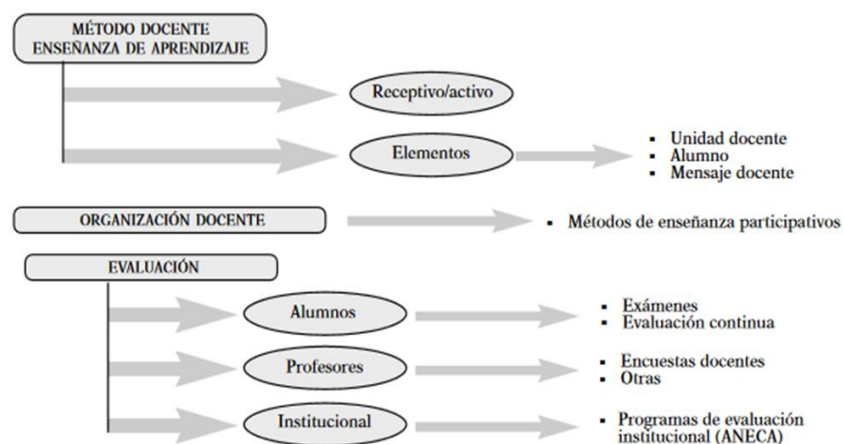 MÉTODO DOCENTE
ENSEÑANZA DE APRENDIZAJE
Receptivo/activo
Elementos
▪ Unidad docente
▪ Alumno
▪ Mensaje docente
ORGANIZACIÓN DOCENTE
▪ Métodos de enseñanza participativos
EVALUACIÓN
Alumnos
▪ Exámenes
▪ Evaluación continua
Profesores
▪ Encuestas docentes
▪ Otras
Institucional
▪ Programas de evaluación
institucional (ANECA)